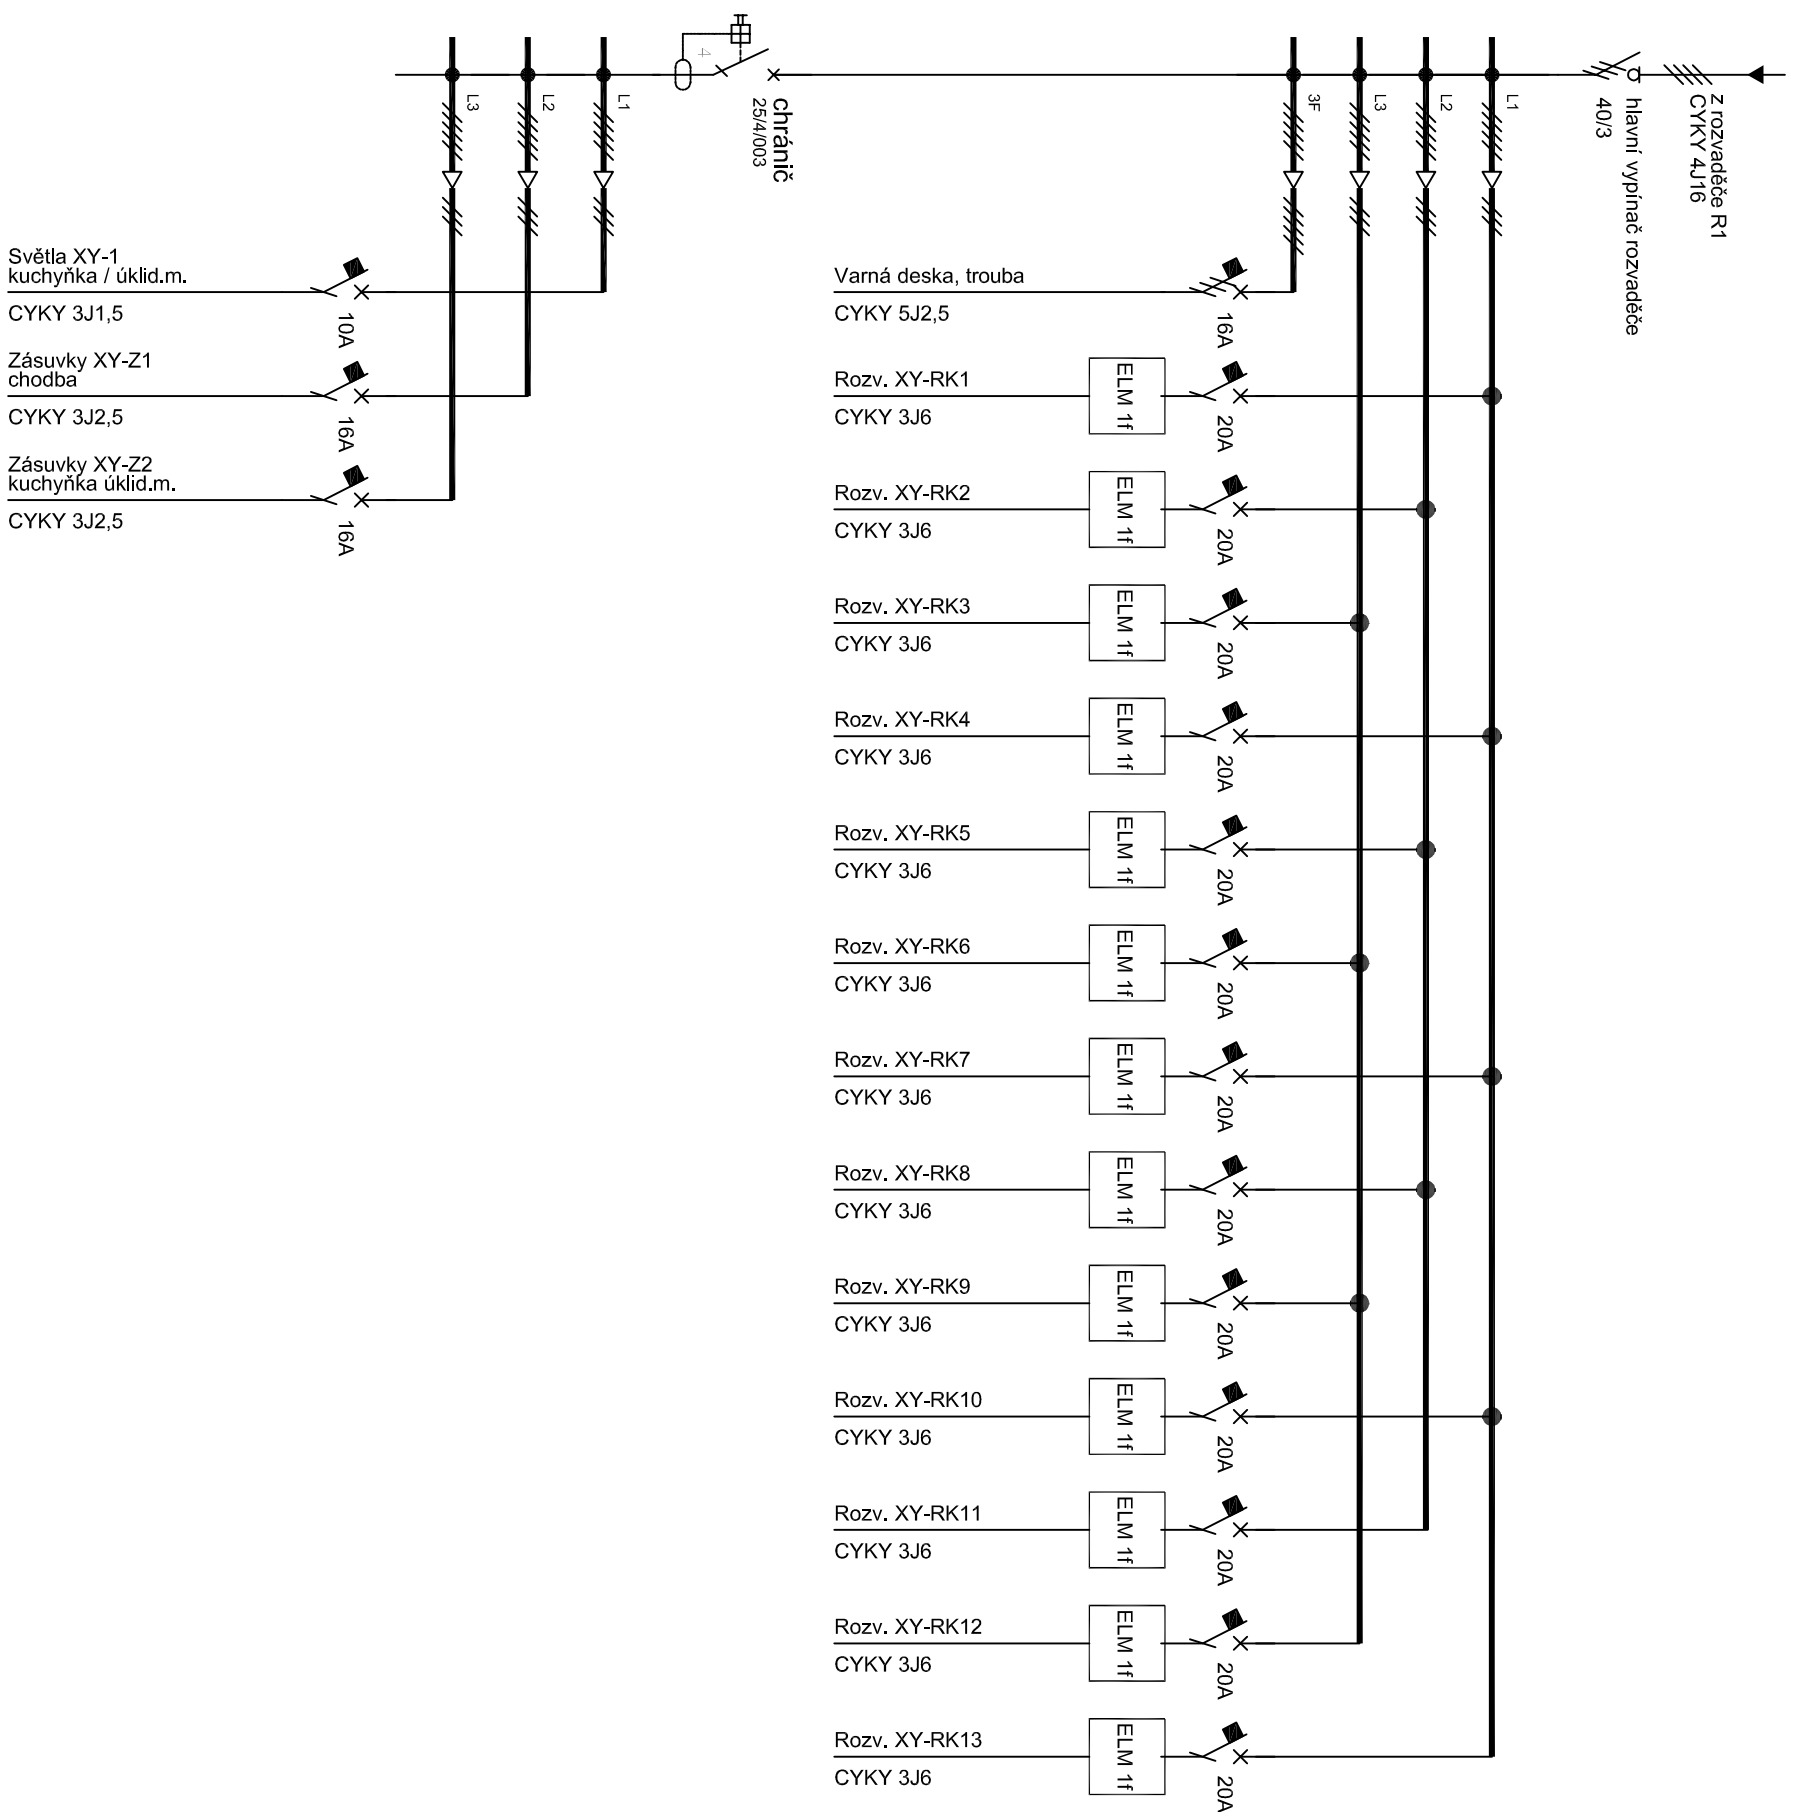 z rozvaděče R1
CYKY 4J16
hlavní vypínač rozvaděče
40/3
L1
L2
L3
3F
chránič
25/4/003
4
L1
L2
L3
Světla XY-1
kuchyňka / úklid.m.
CYKY 3J1,5
10A
Zásuvky XY-Z1
chodba
CYKY 3J2,5
16A
Zásuvky XY-Z2
kuchyňka úklid.m.
CYKY 3J2,5
16A
Varná deska, trouba
CYKY 5J2,5
16A
Rozv. XY-RK1
CYKY 3J6
ELM 1f
20A
Rozv. XY-RK2
CYKY 3J6
ELM 1f
20A
Rozv. XY-RK3
CYKY 3J6
ELM 1f
20A
Rozv. XY-RK4
CYKY 3J6
ELM 1f
20A
Rozv. XY-RK5
CYKY 3J6
ELM 1f
20A
Rozv. XY-RK6
CYKY 3J6
ELM 1f
20A
Rozv. XY-RK7
CYKY 3J6
ELM 1f
20A
Rozv. XY-RK8
CYKY 3J6
ELM 1f
20A
Rozv. XY-RK9
CYKY 3J6
ELM 1f
20A
Rozv. XY-RK10
CYKY 3J6
ELM 1f
20A
Rozv. XY-RK11
CYKY 3J6
ELM 1f
20A
Rozv. XY-RK12
CYKY 3J6
ELM 1f
20A
Rozv. XY-RK13
CYKY 3J6
ELM 1f
20A